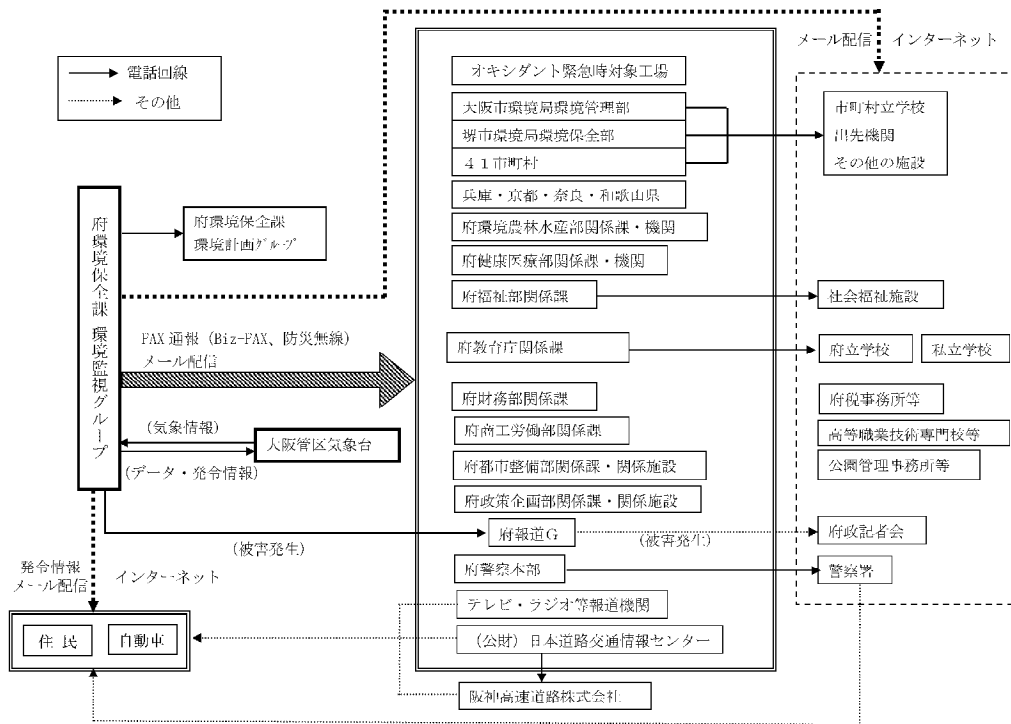 電話回線
その他
メール配信 インターネット
オキシダント緊急時対象工場
大阪市環境局環境管理部
堺市環境局環境保全部
４１市町村
兵庫・京都・奈良・和歌山県
府環境農林水産部関係課・機関
府健康医療部関係課・機関
府福祉部関係課
府教育庁関係課
府財務部関係課
府商工労働部関係課
府都市整備部関係課・関係施設
府政策企画部関係課・関係施設
府報道G
(被害発生)
府警察本部
テレビ・ラジオ等報道機関
(公財) 日本道路交通情報センター
阪神高速道路株式会社
市町村立学校
出先機関
その他の施設
社会福祉施設
府立学校
私立学校
府税事務所等
高等職業技術専門校等
公園管理事務所等
府政記者会
警察署
府環境保全課 環境監視グループ
府環境保全課
環境計画ｸﾞﾙｰﾌﾟ
FAX 通報 (Biz-FAX、防災無線)
メール配信
(気象情報)
大阪管区気象台
(データ・発令情報)
(被害発生)
発令情報
メール配信
インターネット
住 民
自動車